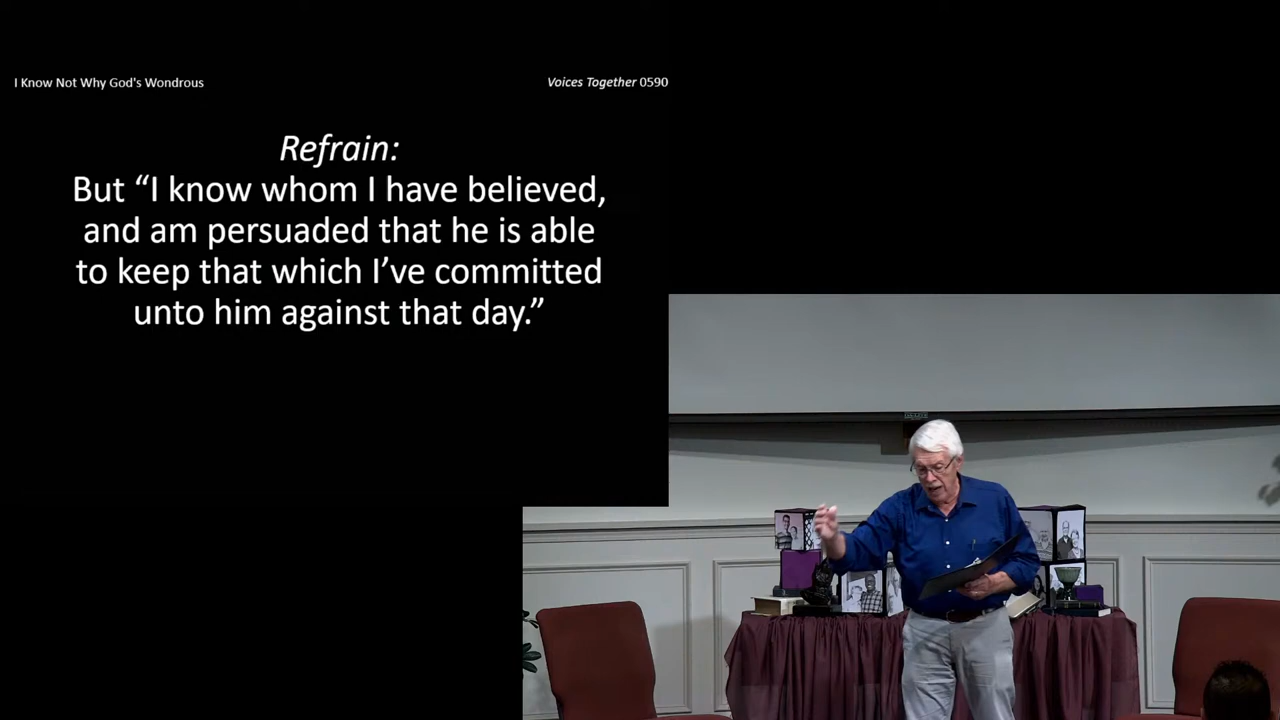 I Know Not Why God's Wondrous
Voices Together 0590
Refrain:
But “I know whom I have believed,
and am persuaded that he is able
to keep that which I’ve committed
unto him against that day.”